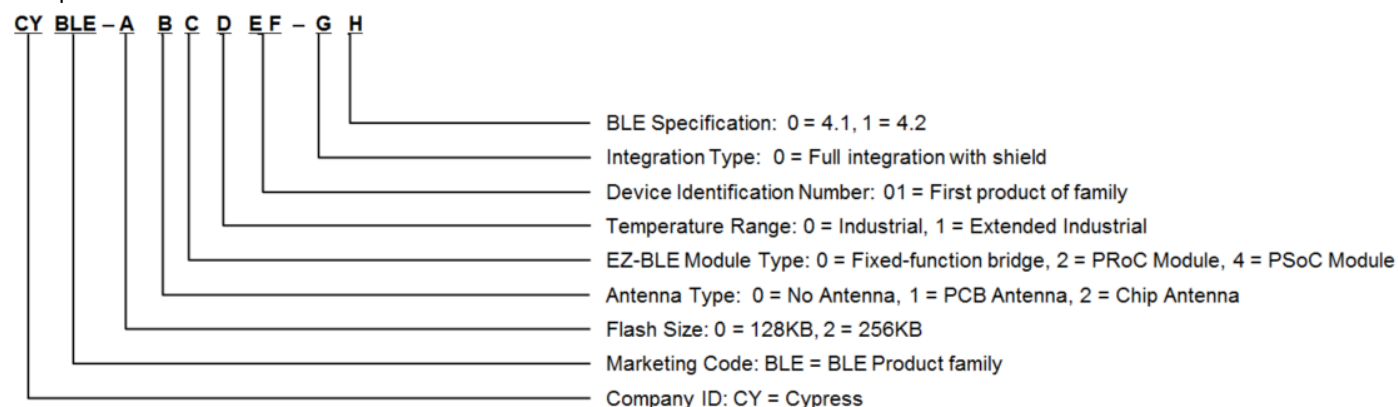 CY BLE – A B C D E F – G H
BLE Specification: 0 = 4.1, 1 = 4.2
Integration Type: 0 = Full integration with shield
Device Identification Number: 01 = First product of family
Temperature Range: 0 = Industrial, 1 = Extended Industrial
EZ-BLE Module Type: 0 = Fixed-function bridge, 2 = PRoC Module, 4 = PSoC Module
Antenna Type: 0 = No Antenna, 1 = PCB Antenna, 2 = Chip Antenna
Flash Size: 0 = 128KB, 2 = 256KB
Marketing Code: BLE = BLE Product family
Company ID: CY = Cypress